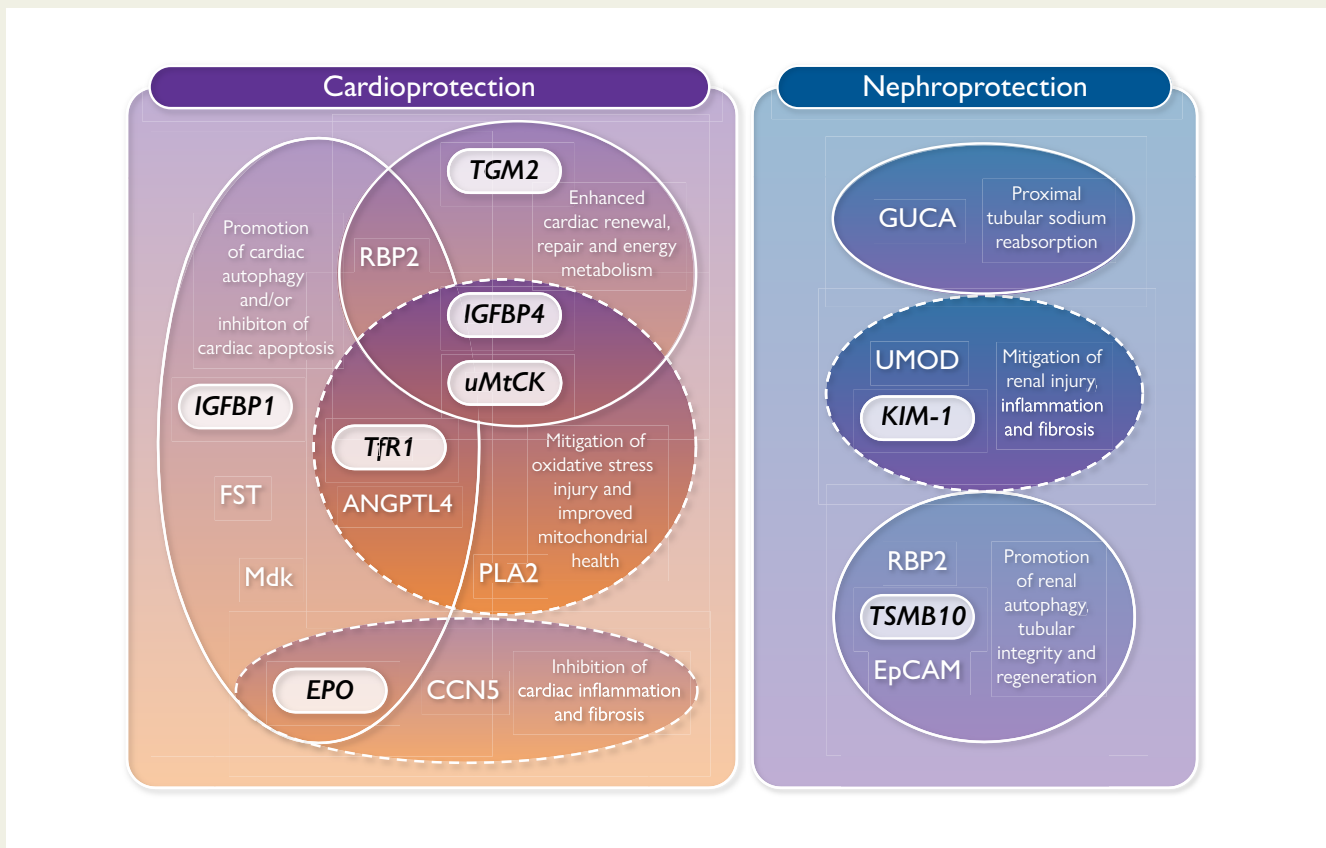 Cardioprotection
TGM2
Enhanced
cardiac renewal,
repair and energy
metabolism
Promotion
of cardiac
autophagy
and/or
inhibiton of
cardiac apoptosis
RBP2
IGFBP4
uMtCK
IGFBP1
TfR1
Mitigation of
oxidative stress
injury and
improved
mitochondrial
health
FST
ANGPTL4
Mdk
PLA2
EPO
CCN5
Inhibition of
cardiac inflammation
and fibrosis
Nephroprotection
GUCA
Proximal
tubular sodium
reabsorption
UMOD
KIM-1
Mitigation of
renal injury,
inflammation
and fibrosis
RBP2
TSMB10
EpCAM
Promotion
of renal
autophagy,
tubular
integrity and
regeneration